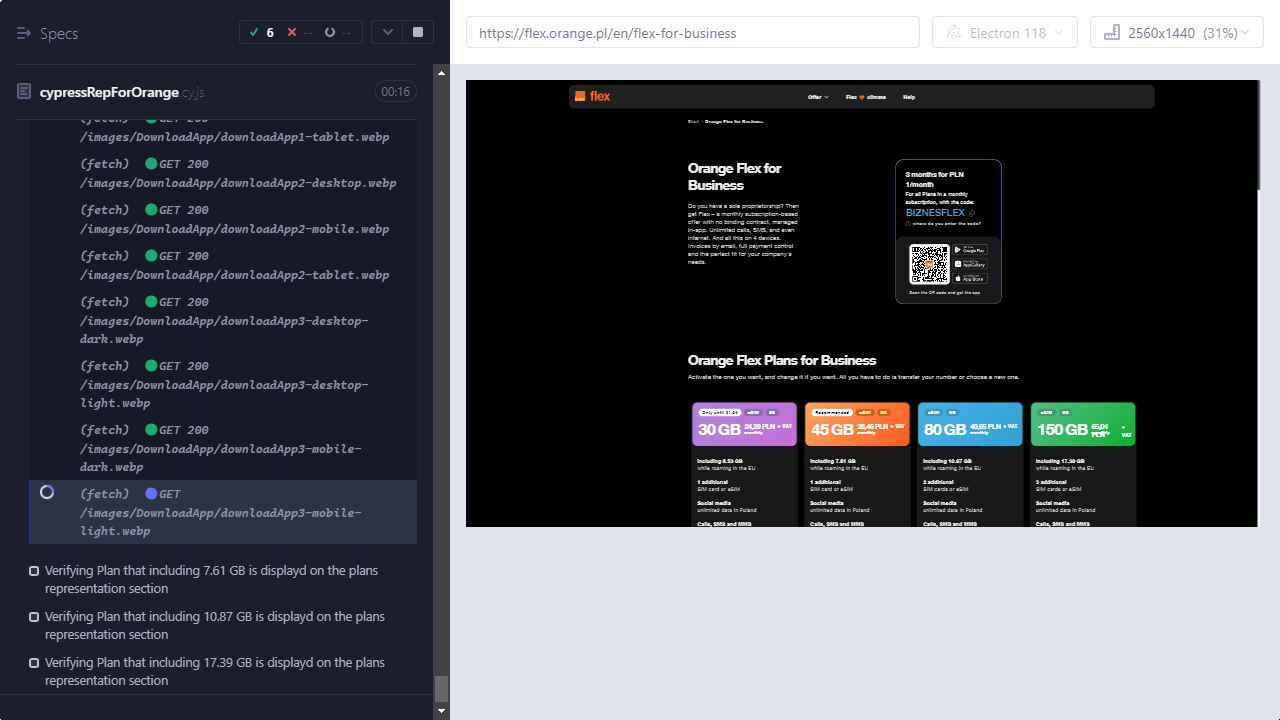 Specs
6
--
--
cypressRepForOrange cy.js
00:16
(fetch) GET 200
/images/DownloadApp/downloadApp1-tablet.webp
(fetch) GET 200
/images/DownloadApp/downloadApp2-desktop.webp
(fetch) GET 200
/images/DownloadApp/downloadApp2-mobile.webp
(fetch) GET 200
/images/DownloadApp/downloadApp2-tablet.webp
(fetch) GET 200
/images/DownloadApp/downloadApp3-desktop-
dark.webp
(fetch) GET 200
/images/DownloadApp/downloadApp3-desktop-
light.webp
(fetch) GET 200
/images/DownloadApp/downloadApp3-mobile-
dark.webp
(fetch) GET
/images/DownloadApp/downloadApp3-mobile-
light.webp
Verifying Plan that including 7.61 GB is displayd on the plans
representation section
Verifying Plan that including 10.87 GB is displayd on the plans
representation section
Verifying Plan that including 17.39 GB is displayd on the plans
representation section
https://flex.orange.pl/en/flex-for-business
Electron 118
2560x1440 (31%)
flex
Offer
Flex climate
Help
Start
Orange Flex for Business
Orange Flex for
Business
Do you have a sole proprietorship? Then
get Flex – a monthly subscription-based
offer with no binding contract, managed
in-app. Unlimited calls, SMS, and even
internet. And all this on 4 devices.
Invoices by email, full payment control
and the perfect fit for your company's
needs.
3 months for PLN
1/month
For all Plans in a monthly
subscription, with the code:
BIZNESFLEX
where do you enter the code?
Google Play
AppGallery
App Store
Scan the QR code and get the app
Orange Flex Plans for Business
Activate the one you want, and change it if you want. All you have to do is transfer your number or choose a new one.
Only until 31.04 eSIM 5G
30 GB 24,39 PLN + VAT
monthly
Including 6.53 GB
while roaming in the EU
1 additional
SIM card or eSIM
Social media
unlimited data in Poland
Calls, SMS and MMS
Recommended eSIM 5G
45 GB 28,46 PLN + VAT
monthly
Including 7.61 GB
while roaming in the EU
1 additional
SIM card or eSIM
Social media
unlimited data in Poland
Calls, SMS and MMS
eSIM 5G
80 GB 40,65 PLN + VAT
monthly
Including 10.87 GB
while roaming in the EU
2 additional
SIM cards or eSIM
Social media
unlimited data in Poland
Calls, SMS and MMS
eSIM 5G
150 GB 65,04 PLN + VAT
monthly
Including 17.39 GB
while roaming in the EU
3 additional
SIM cards or eSIM
Social media
unlimited data in Poland
Calls, SMS and MMS